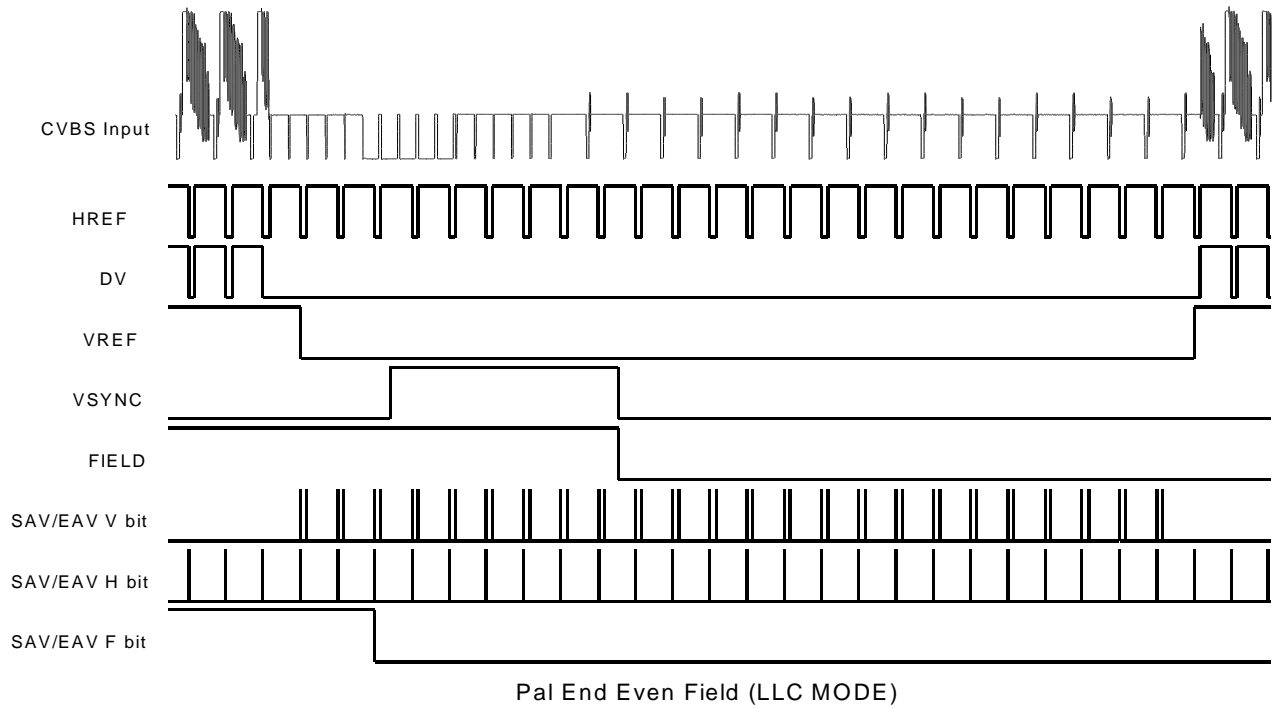 CVBS Input
HREF
DV
VREF
VSYNC
FIELD
SAV/EAV V bit
SAV/EAV H bit
SAV/EAV F bit
Pal End Even Field (LLC MODE)